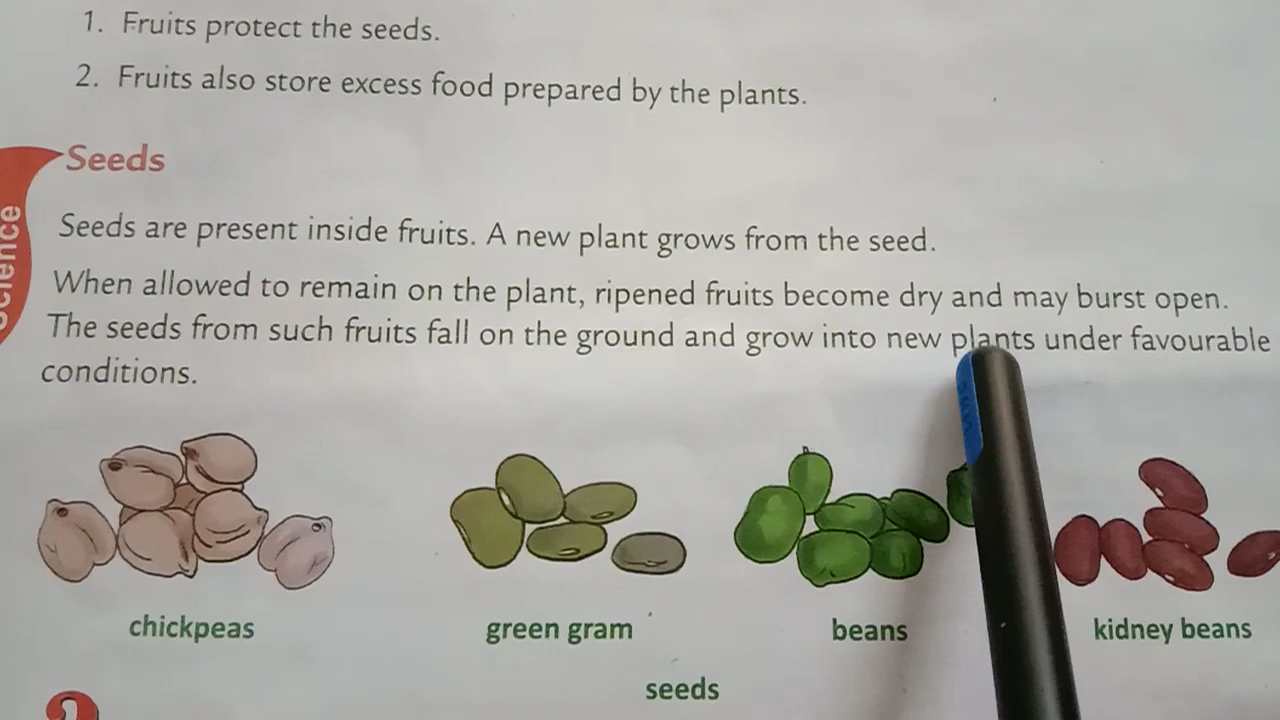 1. Fruits protect the seeds.
2. Fruits also store excess food prepared by the plants.
Seeds
Science
Seeds are present inside fruits. A new plant grows from the seed.
When allowed to remain on the plant, ripened fruits become dry and may burst open.
The seeds from such fruits fall on the ground and grow into new plants under favourable
conditions.
chickpeas
green gram
beans
kidney beans
seeds